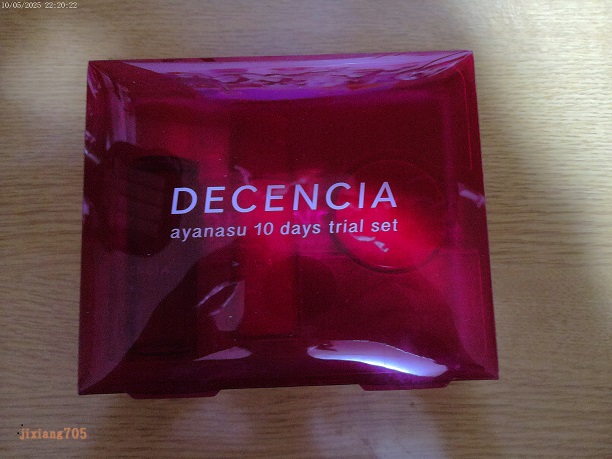 10/05/2025 22:20:22
DECENCIA
ayanasu 10 days trial set
jixiang705